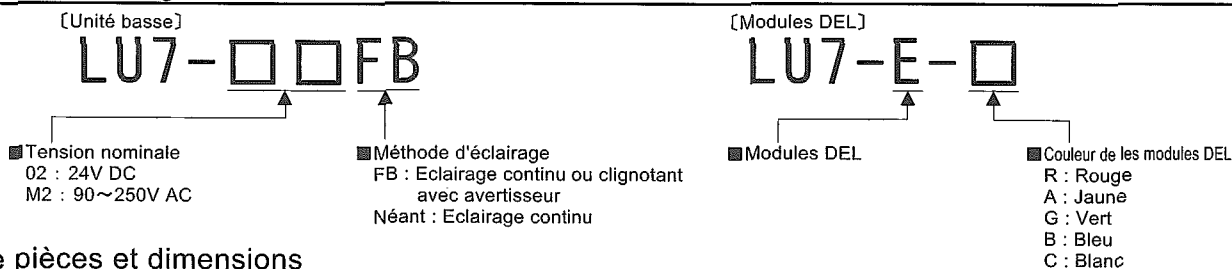 〔Unité basse〕
LU7-□□FB
■Tension nominale
02 : 24V DC
M2 : 90～250V AC
■Méthode d'éclairage
FB : Eclairage continu ou clignotant
avec avertisseur
Néant : Eclairage continu
〔Modules DEL〕
LU7-E-□
■Modules DEL
■Couleur de les modules DEL
R : Rouge
A : Jaune
G : Vert
B : Bleu
C : Blanc
pièces et dimensions